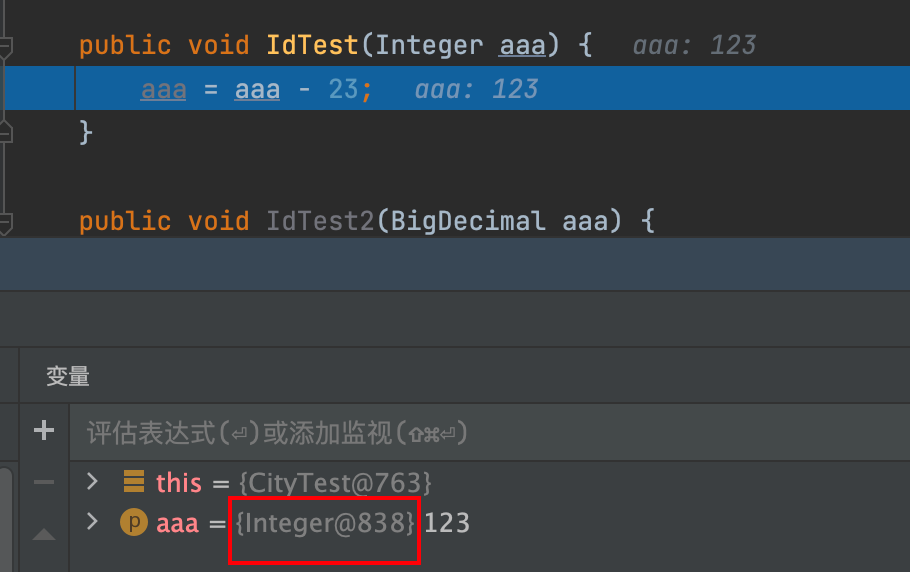 public void IdTest(Integer aaa) { aaa: 123
aaa = aaa - 23; aaa: 123
}
public void IdTest2(BigDecimal aaa) {
变量
评估表达式(⏎)或添加监视(⇧⌘⏎)
this = {CityTest@763}
p aaa = {Integer@838} 123